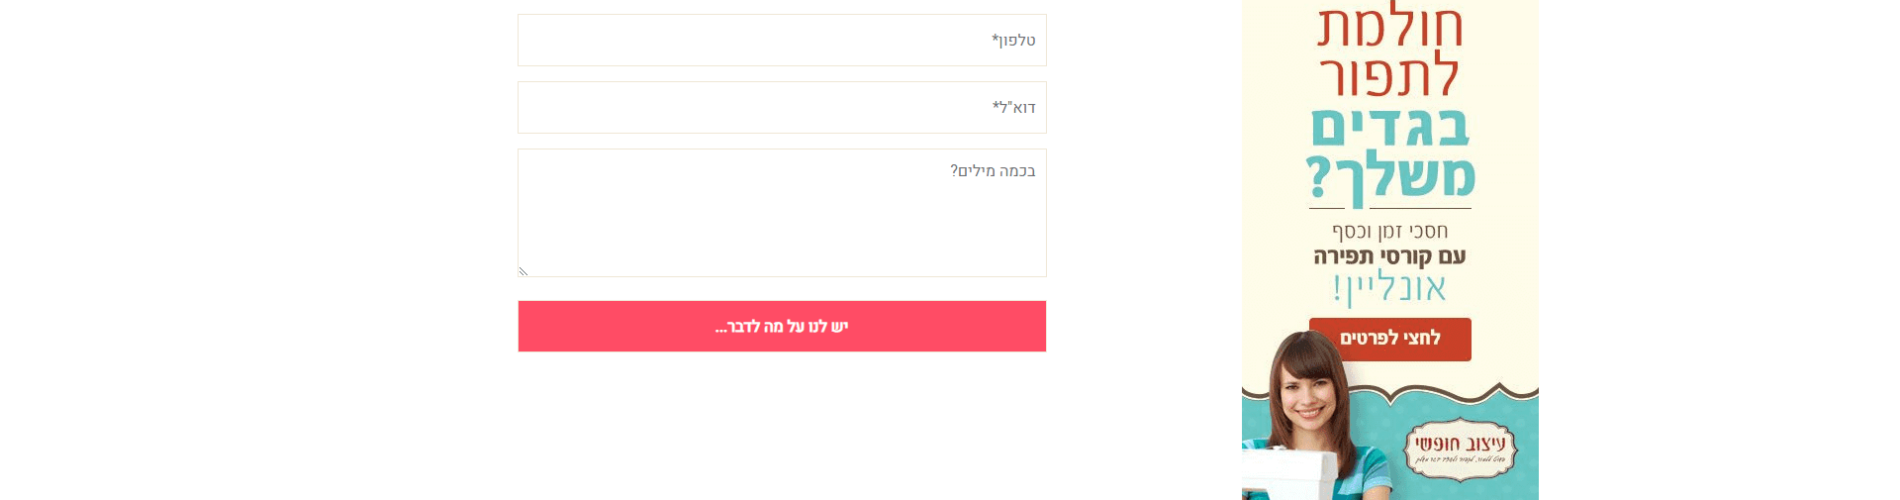 טלפון*
דוא"ל*
בכמה מילים?
יש לנו על מה לדבר...
חולמת
לתפור
בגדים
משלך?
חסכי זמן וכסף
עם קורסי תפירה
אונליין!
לחצי לפרטים
עיצוב חופשי